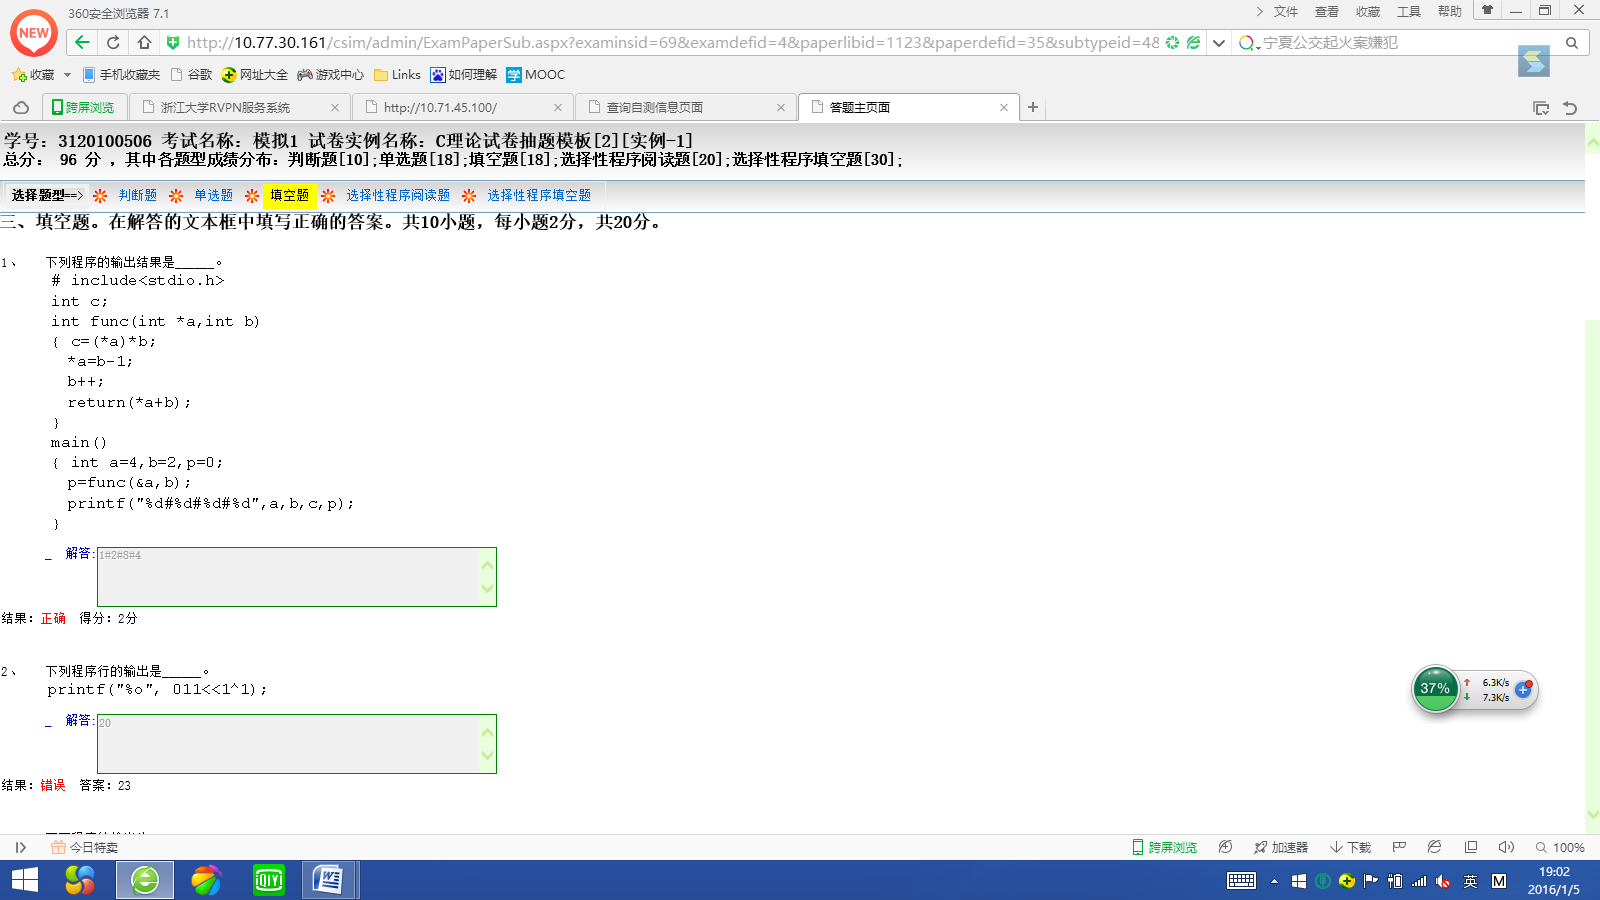 360安全浏览器 7.1
文件 查看 收藏 工具 帮助
NEW
http://10.77.30.161/csim/admin/ExamPaperSub.aspx?examinsid=69&examdefid=4&paperlibid=1123&paperdefid=35&subtypeid=4&
宁夏公交起火案嫌犯
收藏 手机收藏夹 谷歌 网址大全 游戏中心 Links 如何理解 学 MOOC
跨屏浏览 浙江大学RVPN服务系统 http://10.71.45.100/ 查询自测信息页面 答题主页面
学号：3120100506 考试名称：模拟1 试卷实例名称：C理论试卷抽题模板[2][实例-1]
总分： 96 分 ，其中各题型成绩分布：判断题[10];单选题[18];填空题[18];选择性程序阅读题[20];选择性程序填空题[30];
选择题型==> 判断题 单选题 填空题 选择性程序阅读题 选择性程序填空题
三、填空题。在解答的文本框中填写正确的答案。共10小题，每小题2分，共20分。
1、 下列程序的输出结果是______。
# include<stdio.h>
int c;
int func(int *a,int b)
{ c=(*a)*b;
*a=b-1;
b++;
return(*a+b);
}
main()
{ int a=4,b=2,p=0;
p=func(&a,b);
printf("%d#%d#%d#%d",a,b,c,p);
}
_ 解答: 1#2#8#4
结果：正确 得分：2分
2、 下列程序行的输出是______。
printf("%o", 011<<1^1);
_ 解答: 20
结果：错误 答案：23
37% 6.3K/s
7.3K/s
今日特卖 跨屏浏览 加速器 下载 100%
iQIYI 英 M 19:02
2016/1/5